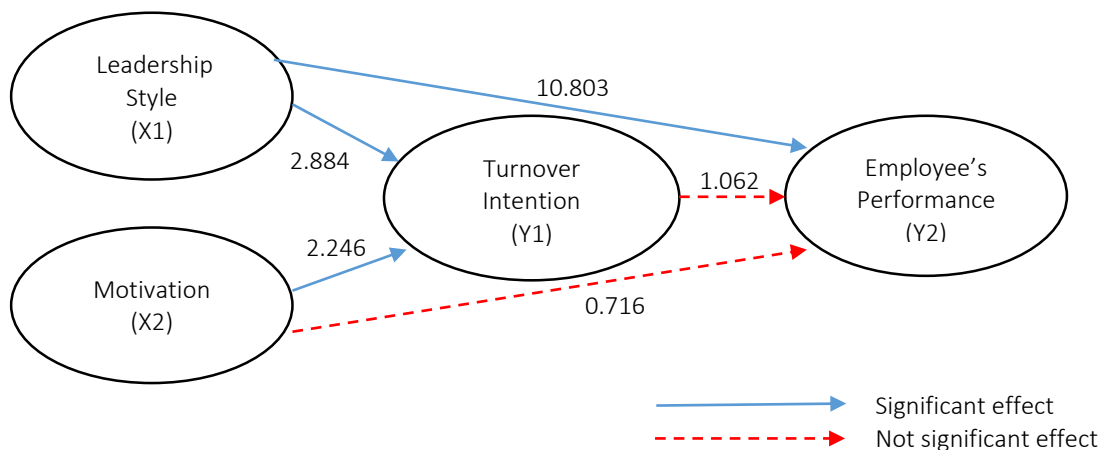 Leadership
Style
(X1)
10.803
2.884
Turnover
Intention
(Y1)
1.062
Employee’s
Performance
(Y2)
Motivation
(X2)
2.246
0.716
Significant effect
Not significant effect